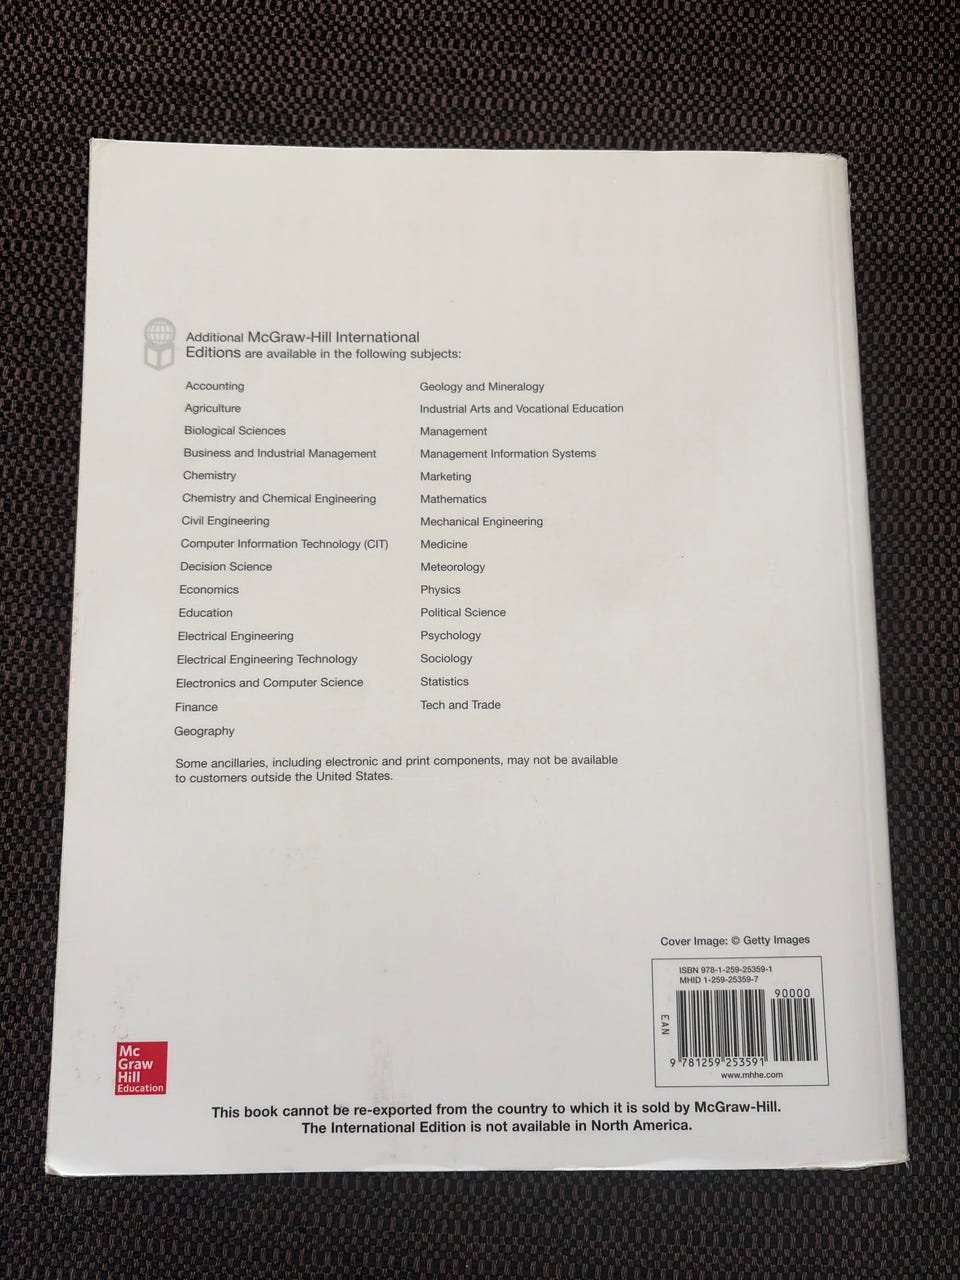 Additional McGraw-Hill International
Editions are available in the following subjects:
Accounting
Agriculture
Biological Sciences
Business and Industrial Management
Chemistry
Chemistry and Chemical Engineering
Civil Engineering
Computer Information Technology (CIT)
Decision Science
Economics
Education
Electrical Engineering
Electrical Engineering Technology
Electronics and Computer Science
Finance
Geography
Geology and Mineralogy
Industrial Arts and Vocational Education
Management
Management Information Systems
Marketing
Mathematics
Mechanical Engineering
Medicine
Meteorology
Physics
Political Science
Psychology
Sociology
Statistics
Tech and Trade
Some ancillaries, including electronic and print components, may not be available
to customers outside the United States.
Cover Image: © Getty Images
ISBN 978-1-259-25359-1
MHID 1-259-25359-7
90000
EAN
9 781259 253591
www.mhhe.com
Mc
Graw
Hill
Education
This book cannot be re-exported from the country to which it is sold by McGraw-Hill.
The International Edition is not available in North America.